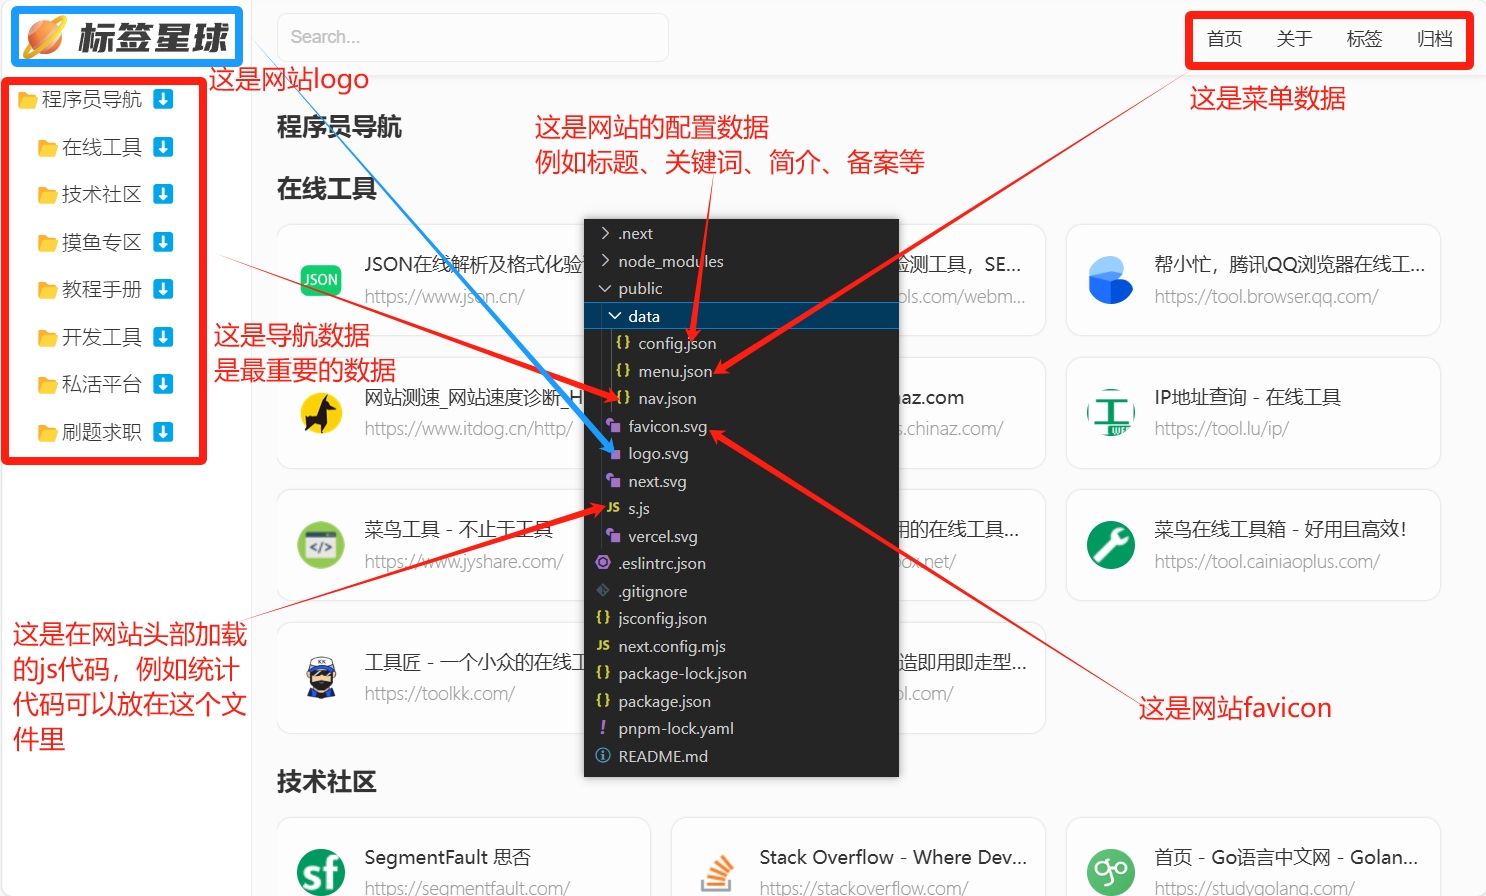 标签星球
Search...
首页
关于
标签
归档
这是网站logo
这是菜单数据
程序员导航
在线工具
技术社区
摸鱼专区
教程手册
开发工具
私活平台
刷题求职
这是导航数据
是最重要的数据
这是在网站头部加载
的js代码，例如统计
代码可以放在这个文
件里
程序员导航
这是网站的配置数据
例如标题、关键词、简介、备案等
在线工具
JSON
JSON在线解析及格式化验
https://www.json.cn/
检测工具，SE...
ols.com/webm...
帮小忙，腾讯QQ浏览器在线工...
https://tool.browser.qq.com/
网站测速_网站速度诊断_H
https://www.itdog.cn/http/
naz.com
s.chinaz.com/
工
WEB
IP地址查询 - 在线工具
https://tool.lu/ip/
</>
菜鸟工具 - 不止于工具
https://www.jyshare.com/
用的在线工具...
box.net/
菜鸟在线工具箱 - 好用且高效！
https://tool.cainiaoplus.com/
KK
工具匠 - 一个小众的在线工
https://toolkk.com/
造即用即走型...
ol.com/
.next
node_modules
public
data
{} config.json
{} menu.json
{} nav.json
favicon.svg
logo.svg
next.svg
JS s.js
vercel.svg
.eslintrc.json
.gitignore
{} jsconfig.json
JS next.config.mjs
{} package-lock.json
{} package.json
! pnpm-lock.yaml
README.md
这是网站favicon
技术社区
sf
SegmentFault 思否
https://segmentfault.com/
Stack Overflow - Where Dev...
https://stackoverflow.com/
go
首页 - Go语言中文网 - Golan...
https://studygolang.com/